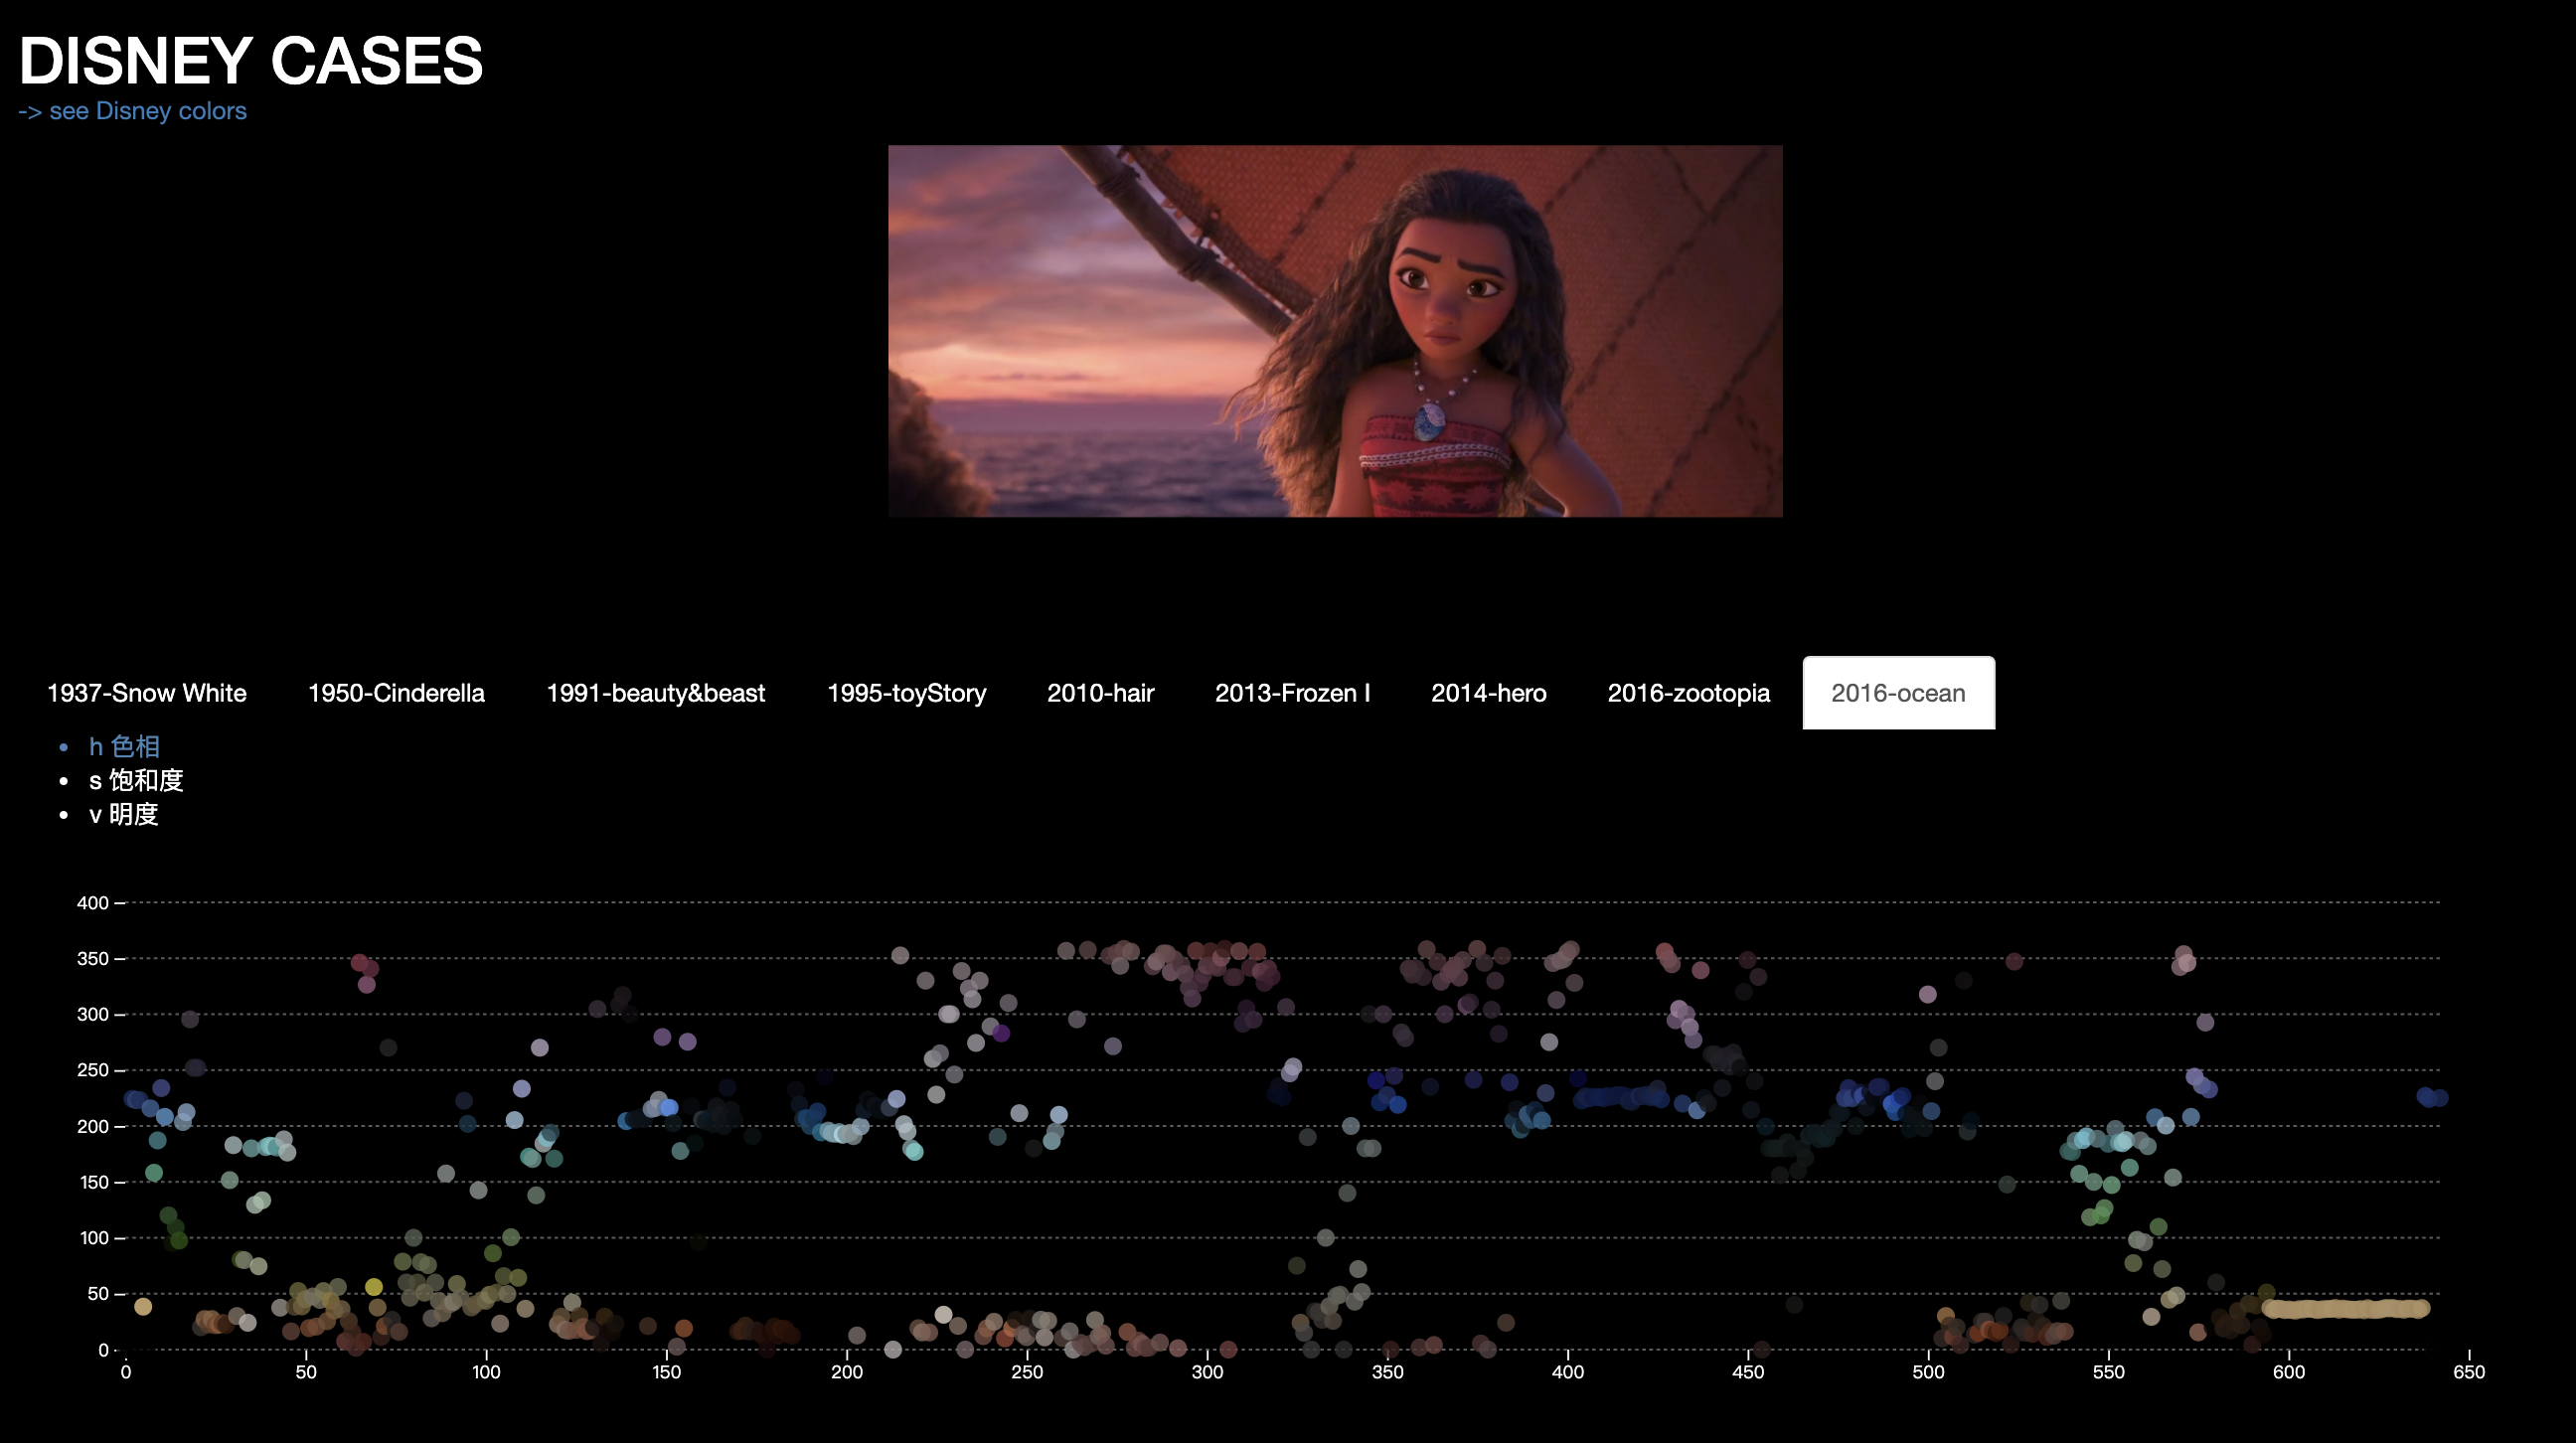 DISNEY CASES
-> see Disney colors
1937-Snow White 1950-Cinderella 1991-beauty&beast 1995-toyStory 2010-hair 2013-Frozen I 2014-hero 2016-zootopia 2016-ocean
h 色相
s 饱和度
v 明度
400
350
300
250
200
150
100
50
0
0 50 100 150 200 250 300 350 400 450 500 550 600 650